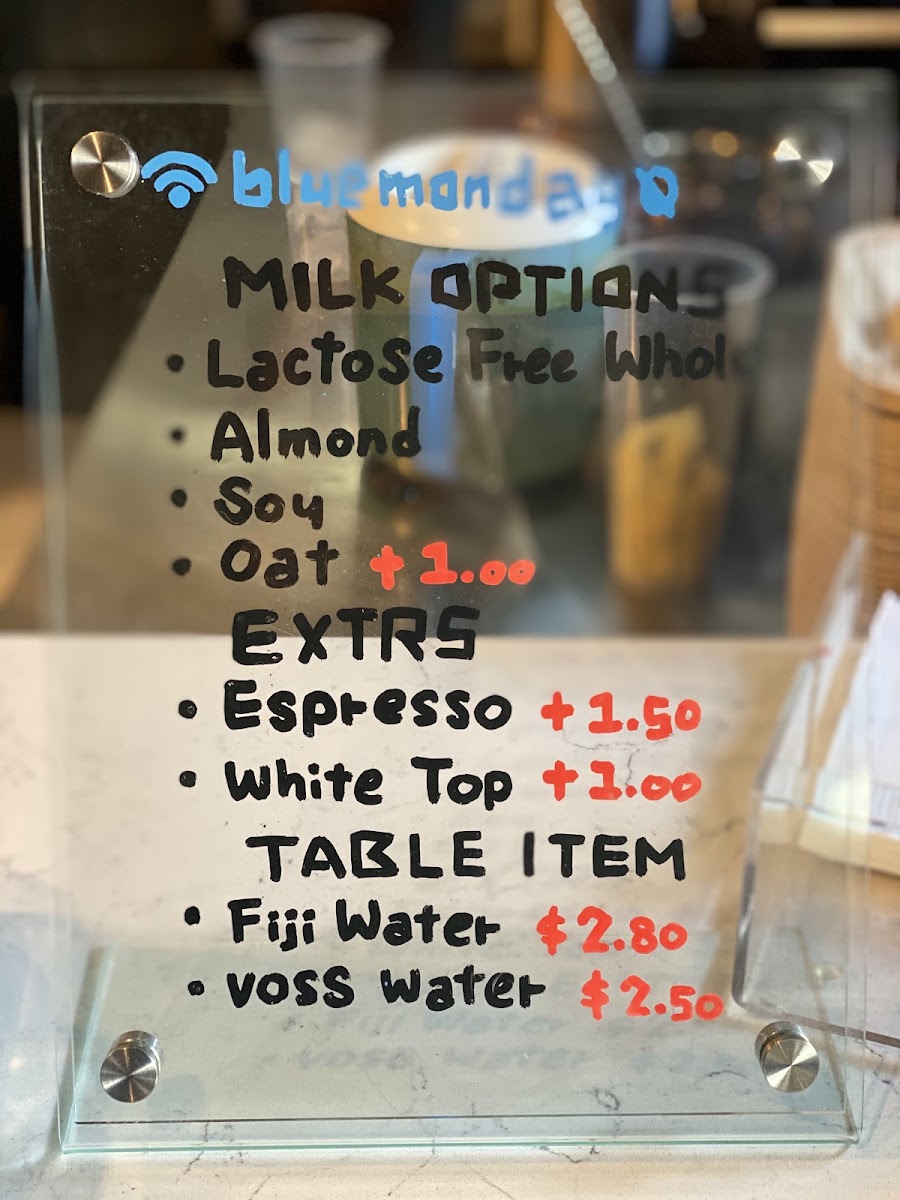 bluemonday
MILK OPTIONS
• Lactose Free Whole
• Almond
• Soy
• Oat +1.00
EXTRS
• Espresso +1.50
• White Top +1.00
TABLE ITEM
• Fiji Water $2.80
• VOSS Water $2.50